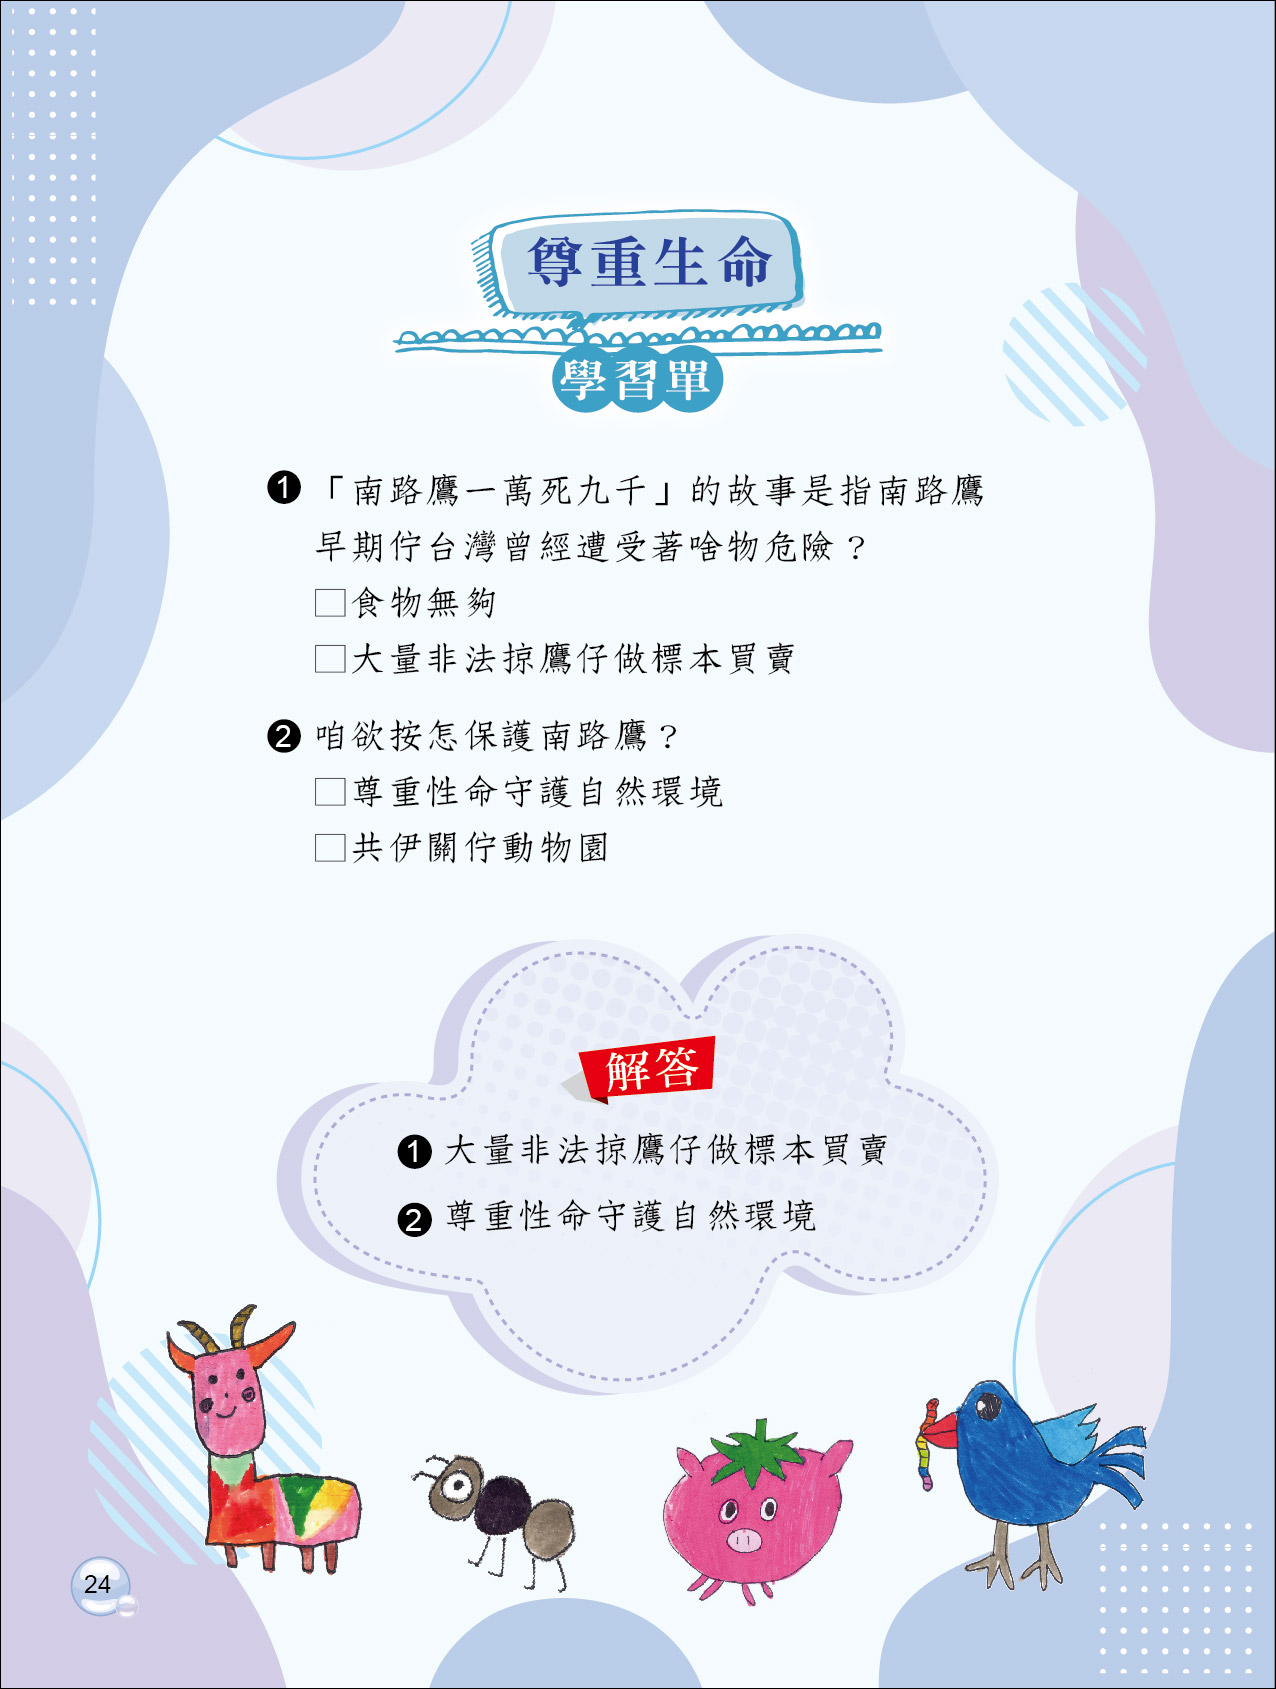 尊重生命
學習單
❶「南路鷹一萬死九千」的故事是指南路鷹
早期佇台灣曾經遭受著啥物危險？
□食物無夠
□大量非法掠鷹仔做標本買賣
❷咱欲按怎保護南路鷹？
□尊重性命守護自然環境
□共伊關佇動物園
解答
❶大量非法掠鷹仔做標本買賣
❷尊重性命守護自然環境
24